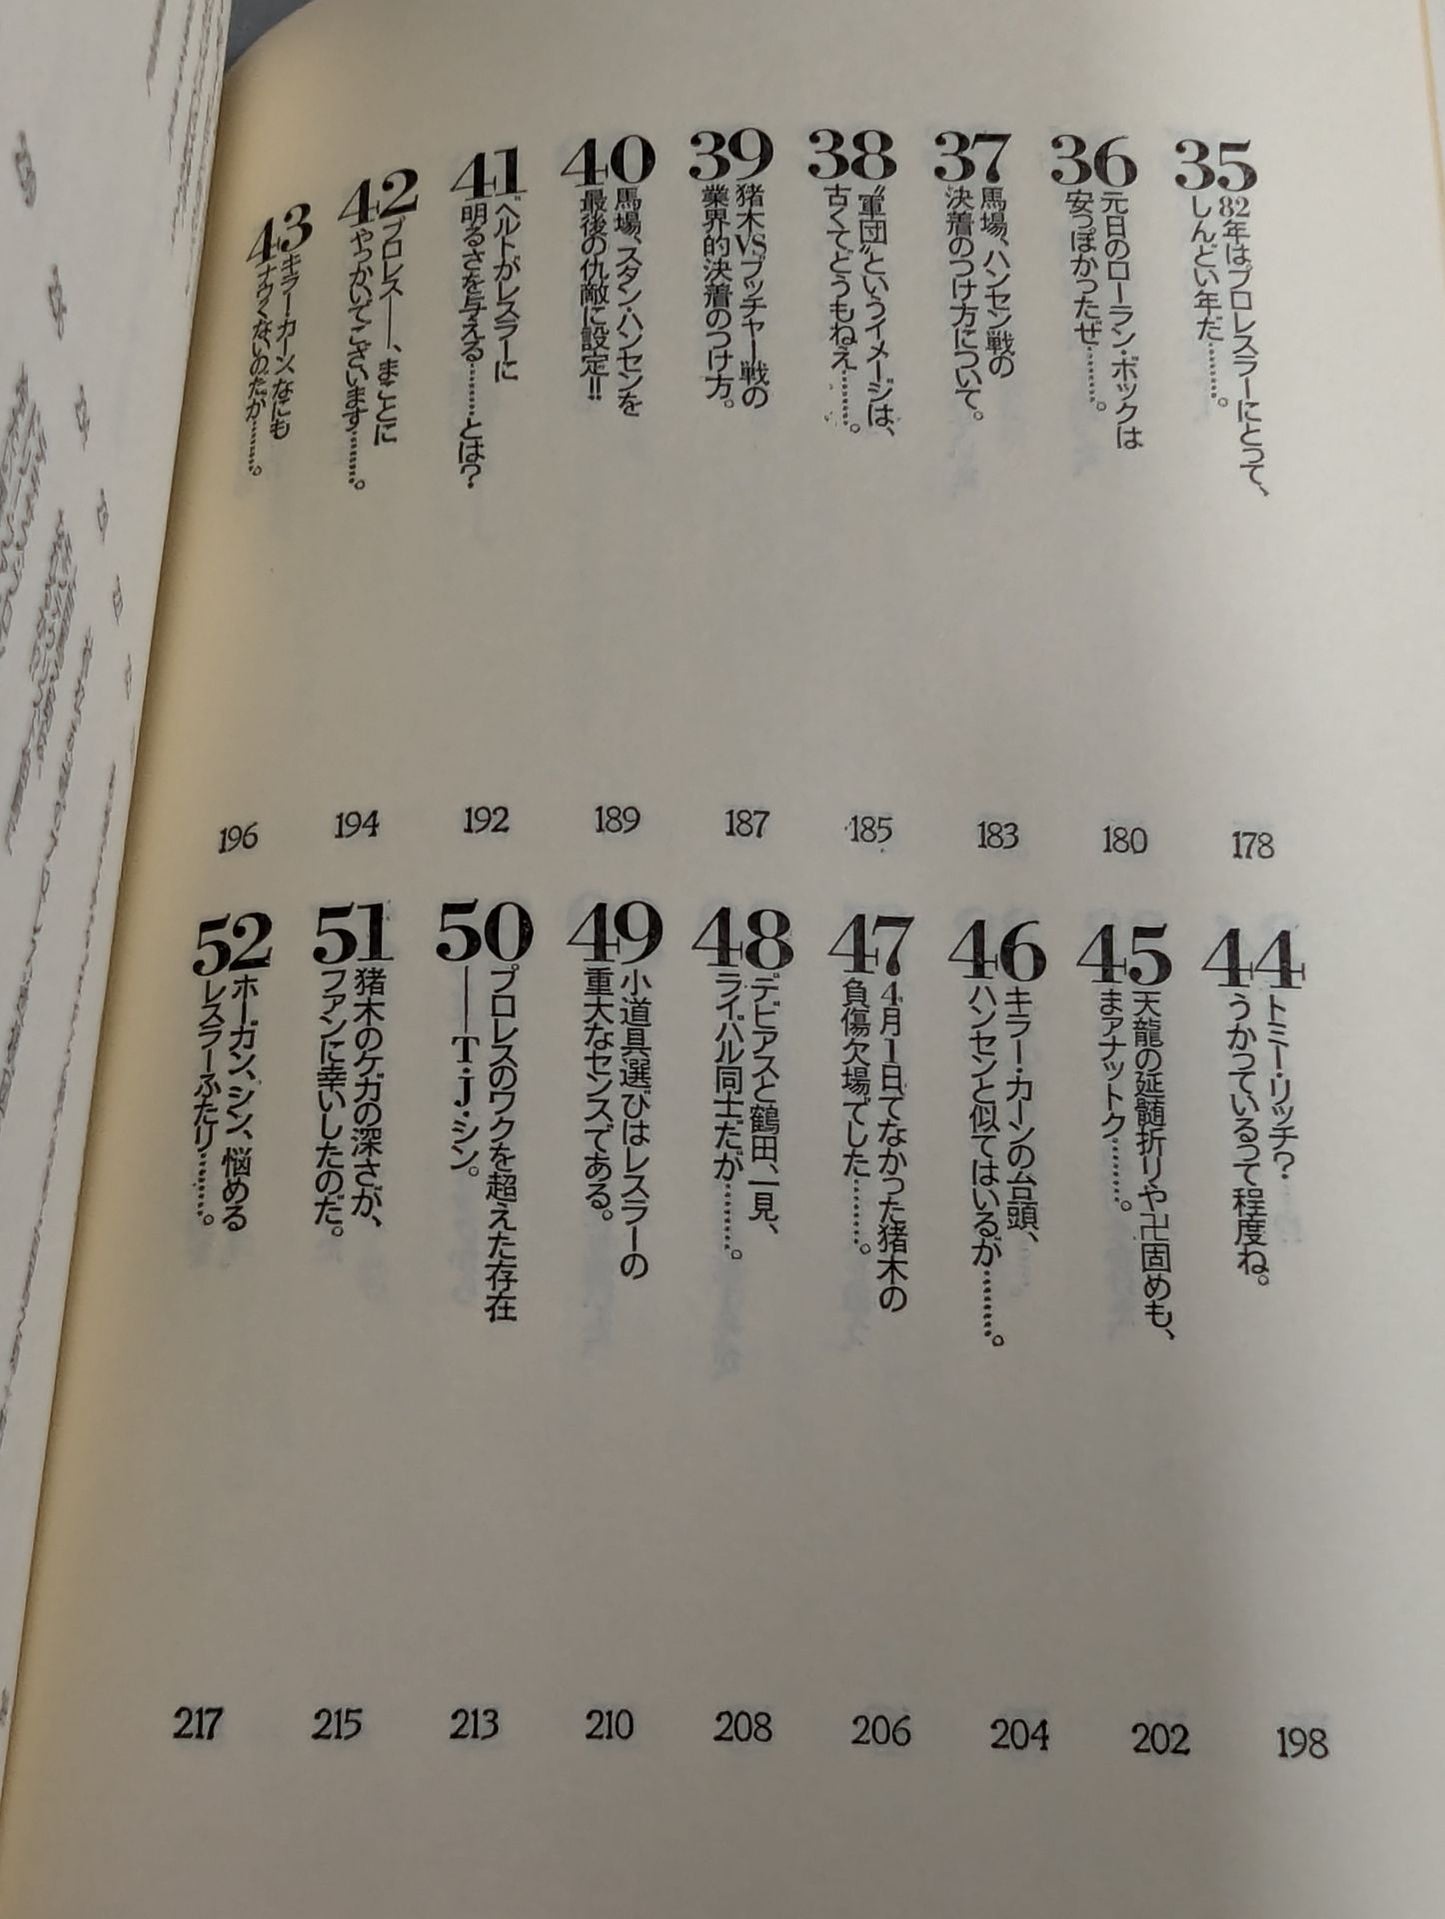 35
82年はプロレスラーにとって、
しんどい年だ………。
178
36
元日のローラン・ボックは
安っぽかったぜ………。
180
37
馬場、ハンセン戦の
決着のつけ方について。
183
38
“軍団”というイメージは、
古くてどうもねえ………。
185
39
猪木VSブッチャー戦の
業界的決着のつけ方。
187
40
馬場、スタン・ハンセンを
最後の仇敵に設定!!
189
41
ベルトがレスラーに
明るさを与える………とは?
192
42
プロレス――、まことに
やっかいでございます………。
194
43
キラー・カーン、なにも
ナウくないのだが………。
196
44
トミー・リッチ?
うかっているって程度ね。
198
45
天龍の延髄折りや卍固めも、
まァナットク………。
202
46
キラー・カーンの台頭、
ハンセンと似てはいるが………。
204
47
4月1日でなかった猪木の
負傷欠場でした………。
206
48
デビアスと鶴田、一見、
ライバル同士だが………。
208
49
小道具選びはレスラーの
重大なセンスである。
210
50
プロレスのワクを超えた存在
――T・J・シン。
213
51
猪木のケガの深さが、
ファンに幸いしたのだ。
215
52
ホーガン、シン、悩める
レスラーふたり………。
217